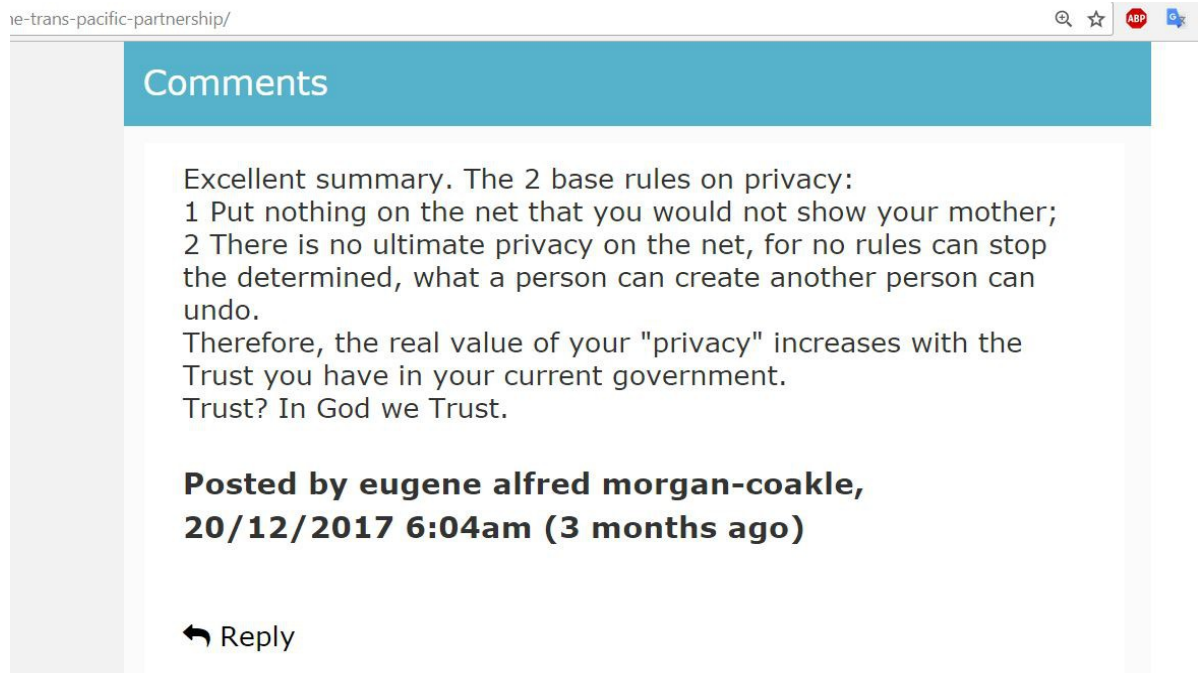 ne-trans-pacific-partnership/
ABP
G
Comments
Excellent summary. The 2 base rules on privacy:
1 Put nothing on the net that you would not show your mother;
2 There is no ultimate privacy on the net, for no rules can stop
the determined, what a person can create another person can
undo.
Therefore, the real value of your "privacy" increases with the
Trust you have in your current government.
Trust? In God we Trust.
Posted by eugene alfred morgan-coakle,
20/12/2017 6:04am (3 months ago)
Reply